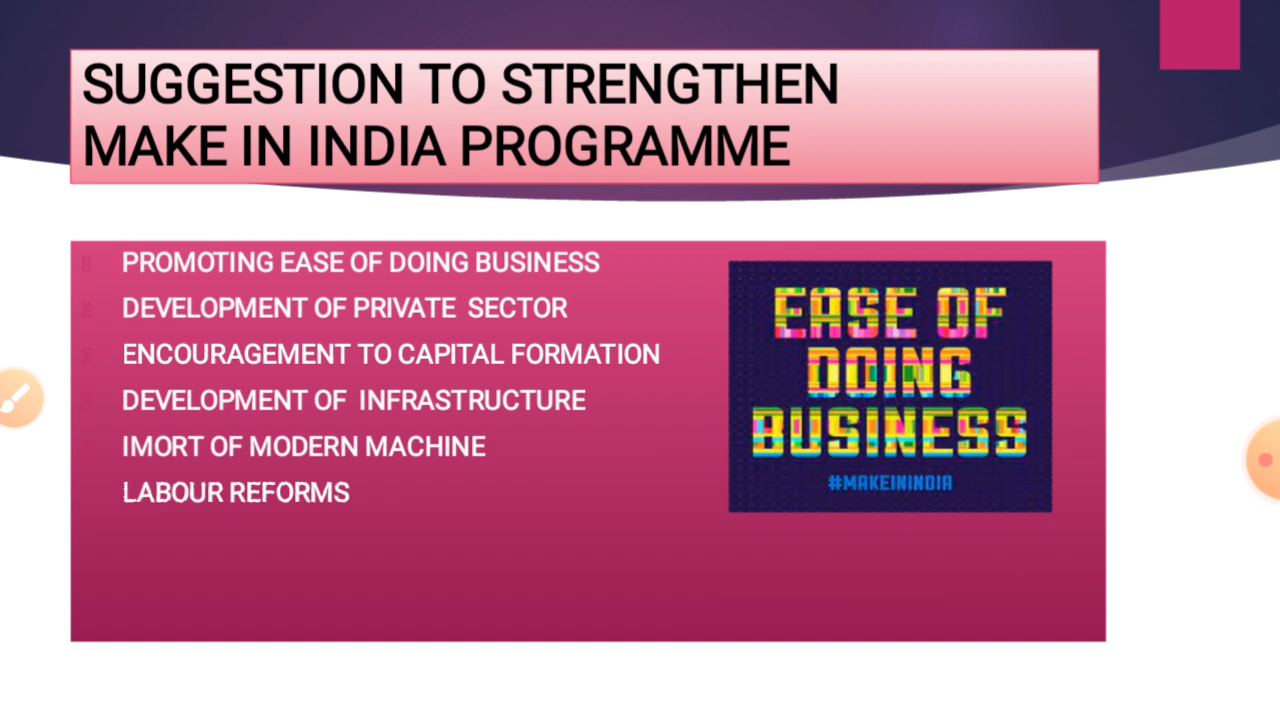 SUGGESTION TO STRENGTHEN
MAKE IN INDIA PROGRAMME
PROMOTING EASE OF DOING BUSINESS
DEVELOPMENT OF PRIVATE SECTOR
ENCOURAGEMENT TO CAPITAL FORMATION
DEVELOPMENT OF INFRASTRUCTURE
IMORT OF MODERN MACHINE
LABOUR REFORMS
EASE OF
DOING
BUSINESS
#MAKEININDIA